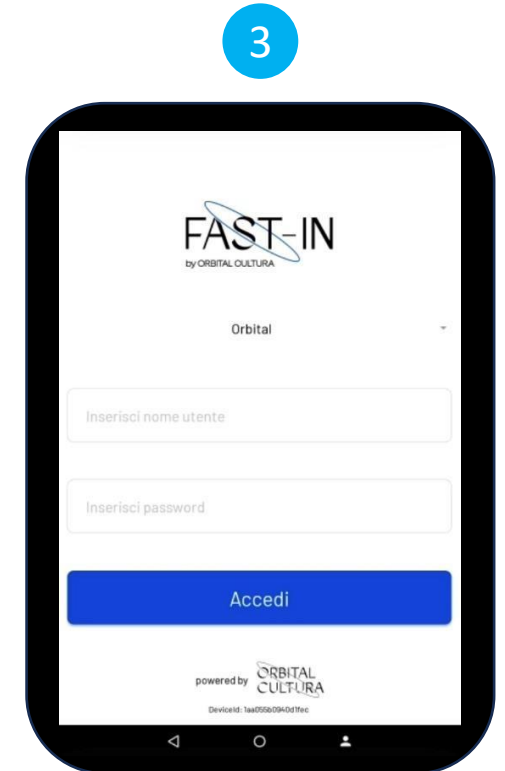 3
FAST-IN
by ORBITAL CULTURA
Orbital
Inserisci nome utente
Inserisci password
Accedi
powered by ORBITAL
CULTURA
DeviceId: 1aa055b0940d1fec